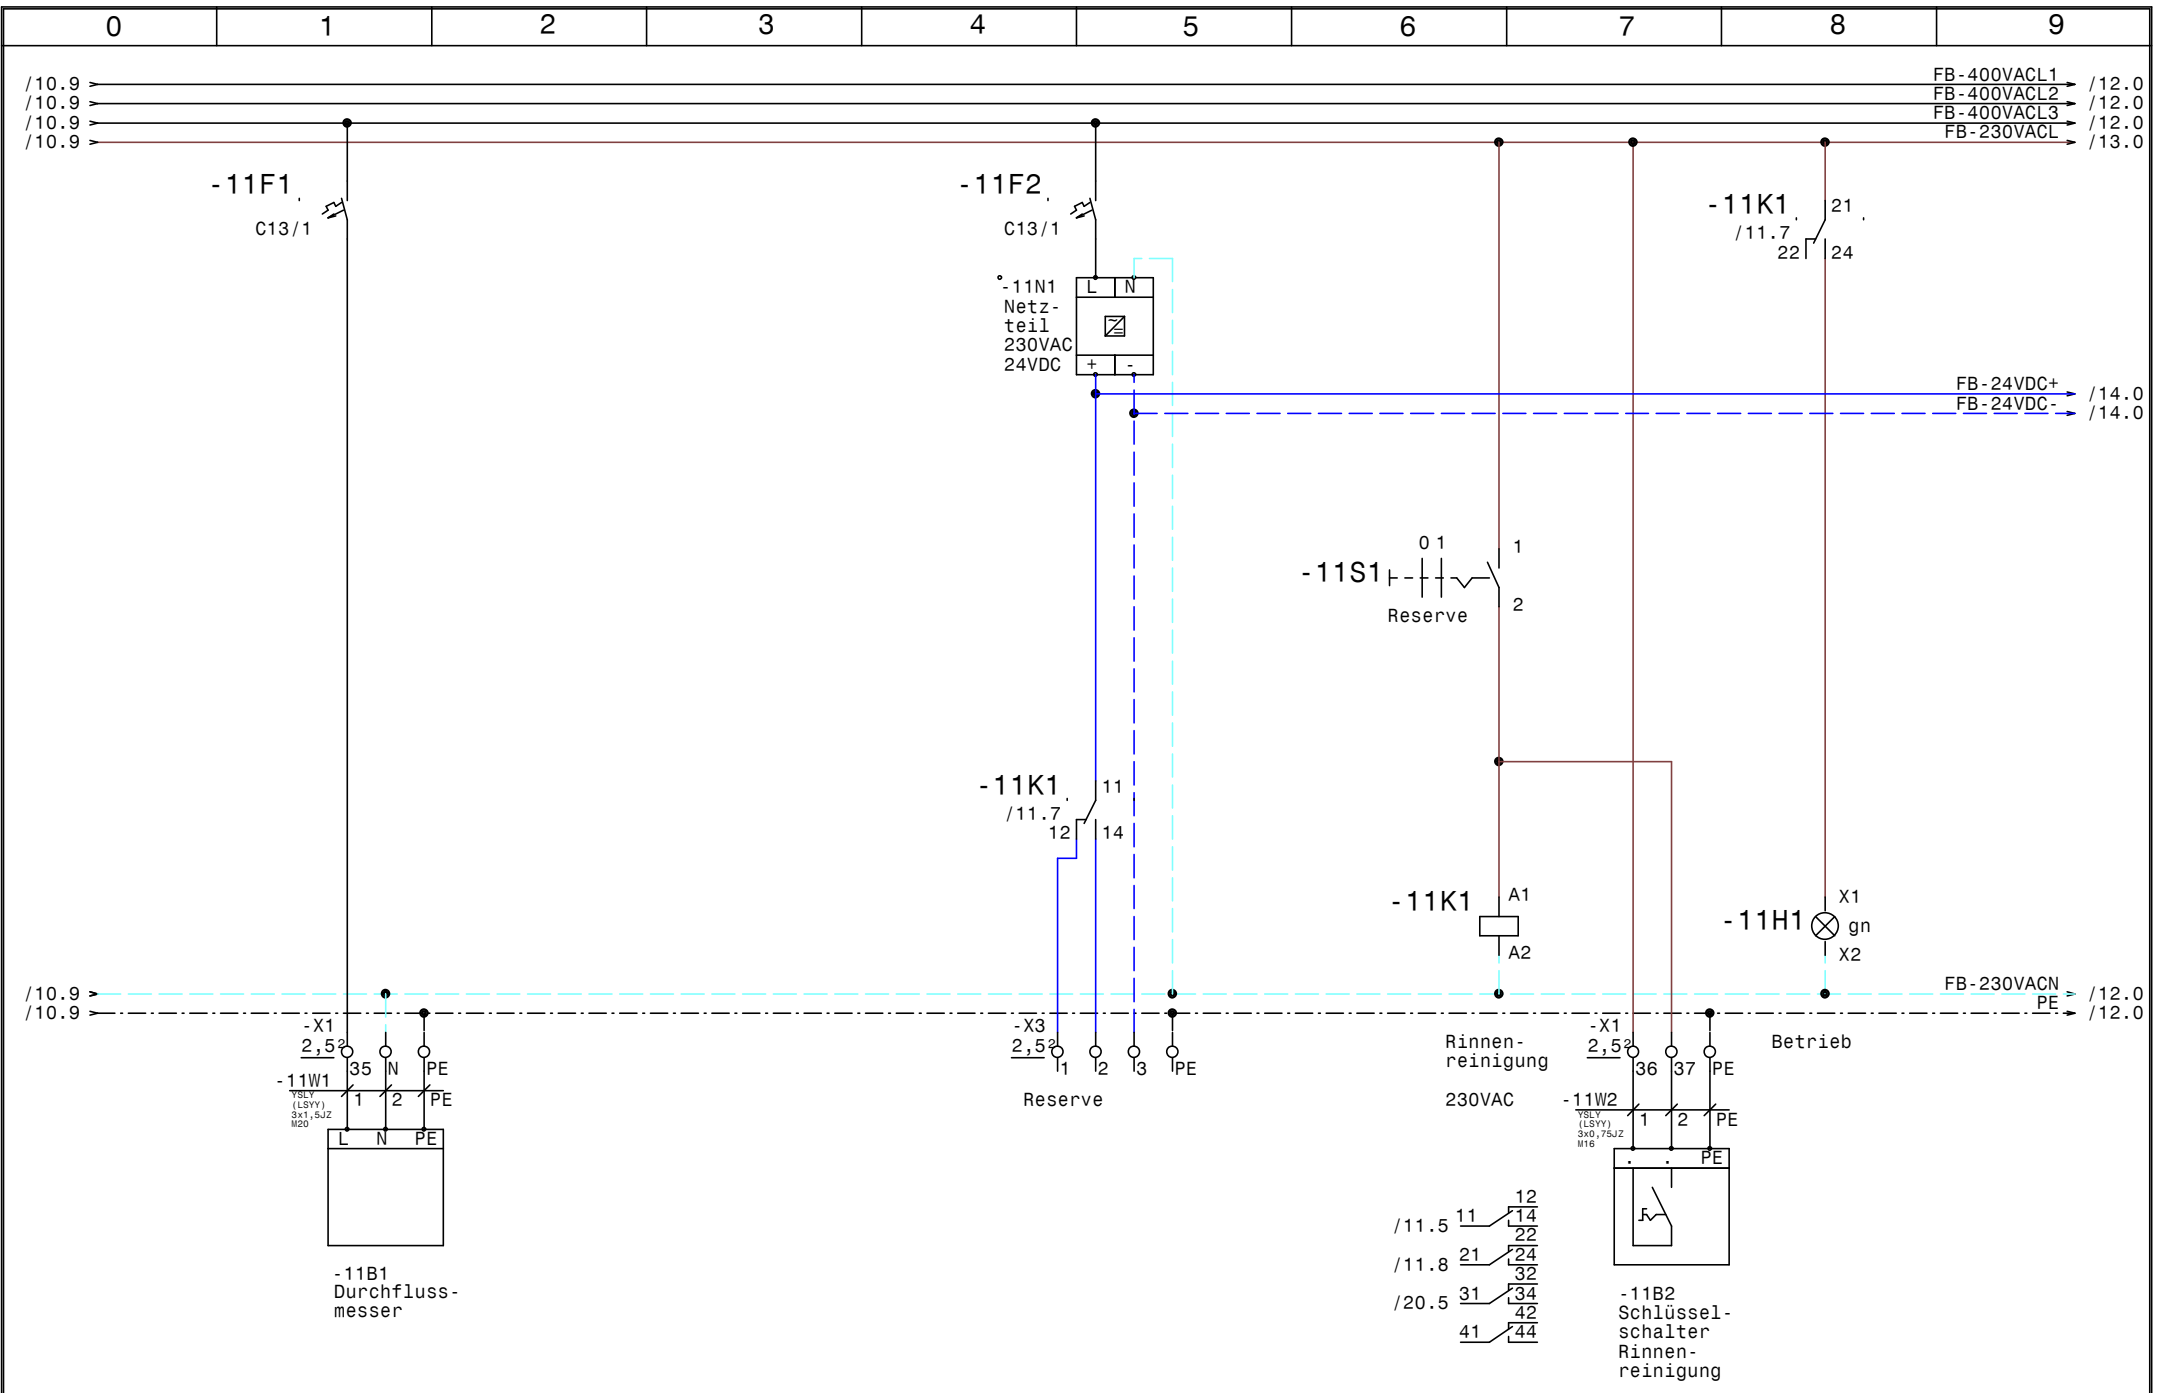 0 1 2 3 4 5 6 7 8 9
/10.9 FB-400VACL1 /12.0
/10.9 FB-400VACL2 /12.0
/10.9 FB-400VACL3 /12.0
/10.9 FB-230VACL /13.0
-11F1
C13/1
-11F2
C13/1
-11K1
/11.7
21
22 24
-11N1
Netz-
teil
230VAC
24VDC
L N
+ -
FB-24VDC+ /14.0
FB-24VDC- /14.0
0 1
-11S1
Reserve
1
2
-11K1
/11.7
11
12 14
-11K1
A1
A2
-11H1
X1
gn
X2
/10.9 FB-230VACN /12.0
/10.9 PE /12.0
-X1
2,5²
35 N PE
-11W1
YSLY
(LSYY)
3x1,5JZ
M20
1 2 PE
L N PE
-11B1
Durchfluss-
messer
-X3
2,5²
1 2 3 PE
Reserve
Rinnen-
reinigung
230VAC
-X1
2,5²
36 37 PE
Betrieb
-11W2
YSLY
(LSYY)
3x0,75JZ
M16
1 2 PE
. . PE
-11B2
Schlüssel-
schalter
Rinnen-
reinigung
12
/11.5 11 14
22
/11.8 21 24
32
/20.5 31 34
42
41 44